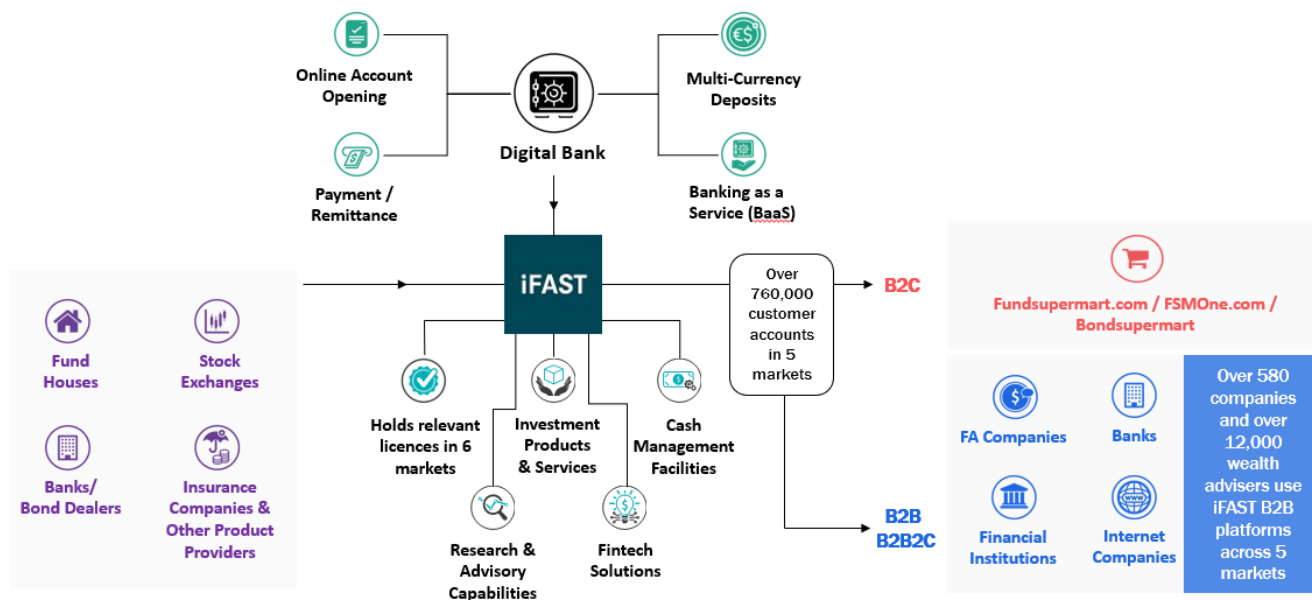 Online Account
Opening
Multi-Currency
Deposits
Digital Bank
Payment /
Remittance
Banking as a
Service (BaaS)
iFAST
Fund
Houses
Stock
Exchanges
Banks/
Bond Dealers
Insurance
Companies &
Other Product
Providers
Holds relevant
licences in 6
markets
Investment
Products
& Services
Cash
Management
Facilities
Research &
Advisory
Capabilities
Fintech
Solutions
Over
760,000
customer
accounts
in 5
markets
B2C
B2B
B2B2C
Fundsupermart.com / FSMOne.com /
Bondsupermart
FA Companies
Banks
Financial
Institutions
Internet
Companies
Over 580
companies
and over
12,000
wealth
advisers use
iFAST B2B
platforms
across 5
markets